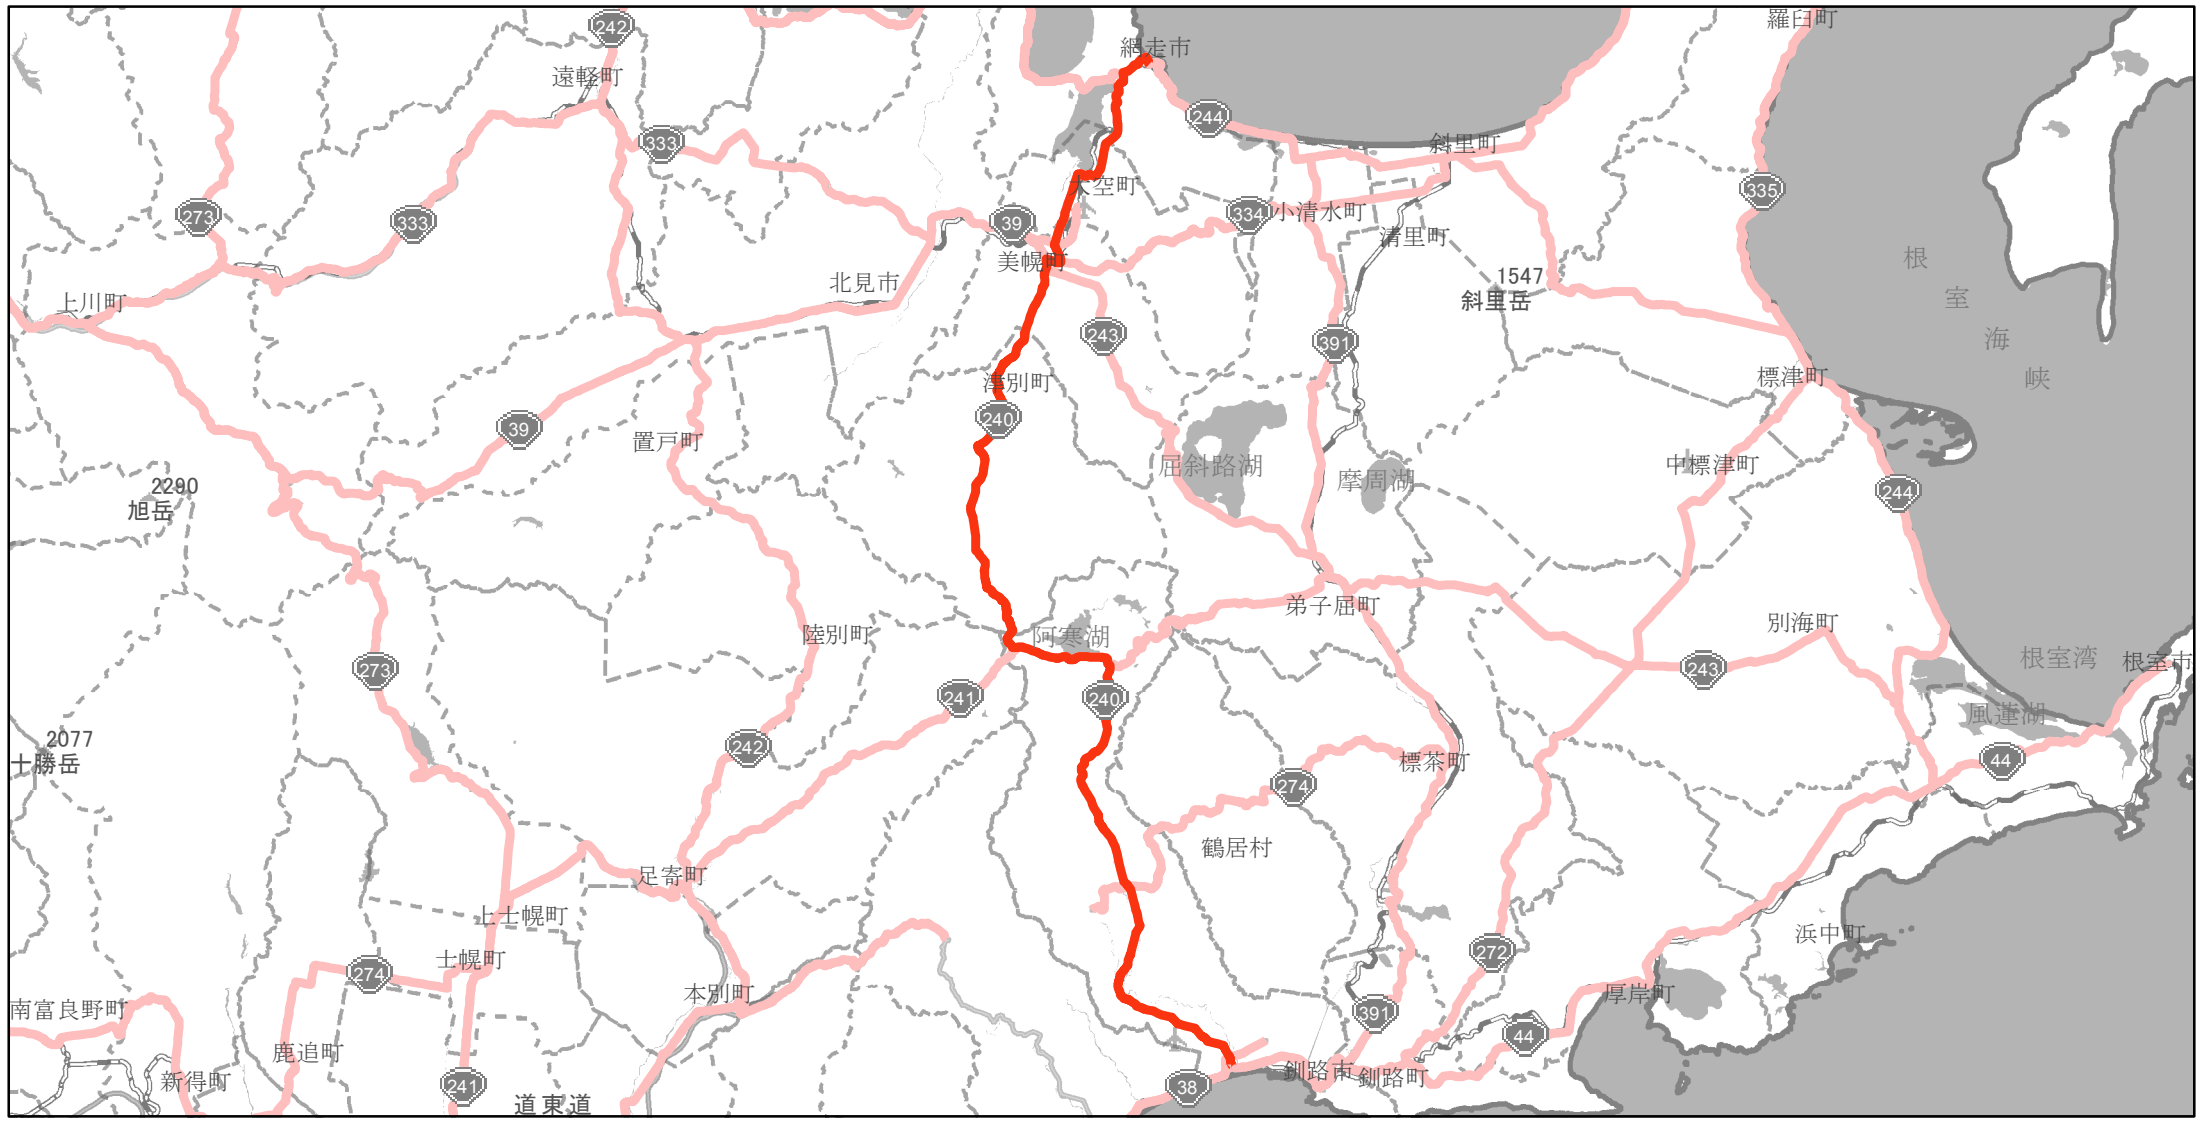 242
羅臼町
網走市
遠軽町
244
333
斜里町
大空町
335
273
333
39
334
小清水町
清里町
根
室
海
峡
美幌町
北見市
1547
斜里岳
上川町
243
391
津別町
標津町
240
39
置戸町
屈斜路湖
摩周湖
中標津町
2290
旭岳
244
弟子屈町
別海町
陸別町
阿寒湖
根室湾
根室市
273
241
240
243
風蓮湖
2077
十勝岳
242
標茶町
44
274
鶴居村
足寄町
上士幌町
浜中町
士幌町
274
272
本別町
厚岸町
南富良野町
391
44
鹿追町
釧路市
釧路町
新得町
241
38
道東道